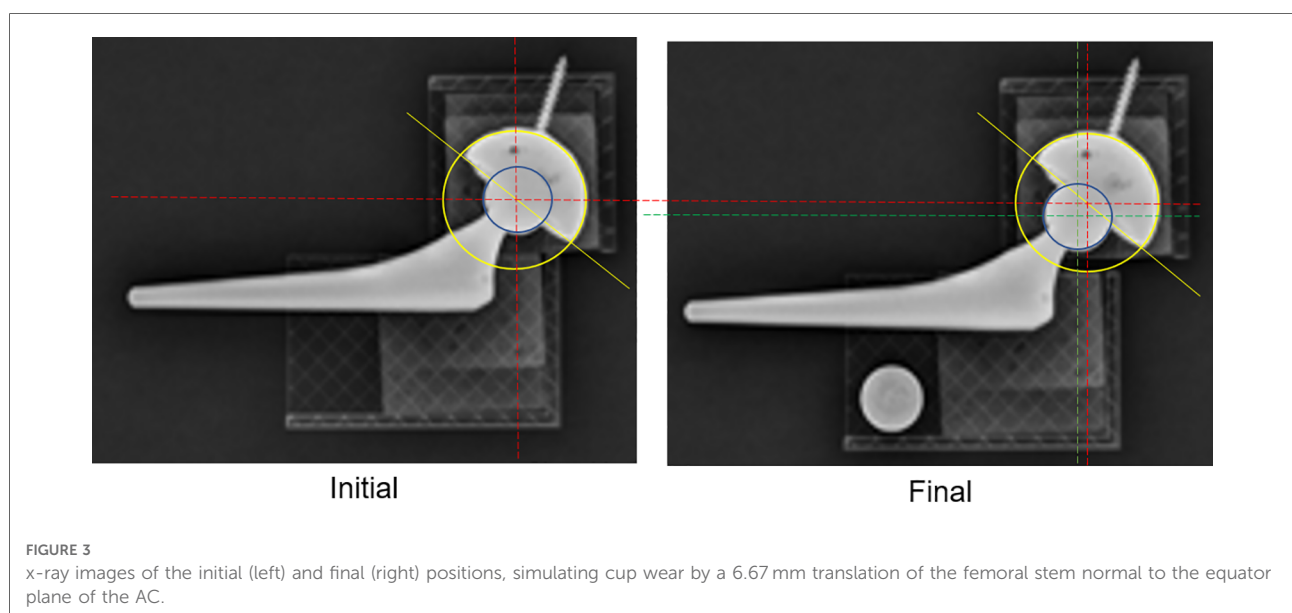 Initial
Final
FIGURE 3
x-ray images of the initial (left) and final (right) positions, simulating cup wear by a 6.67 mm translation of the femoral stem normal to the equator
plane of the AC.